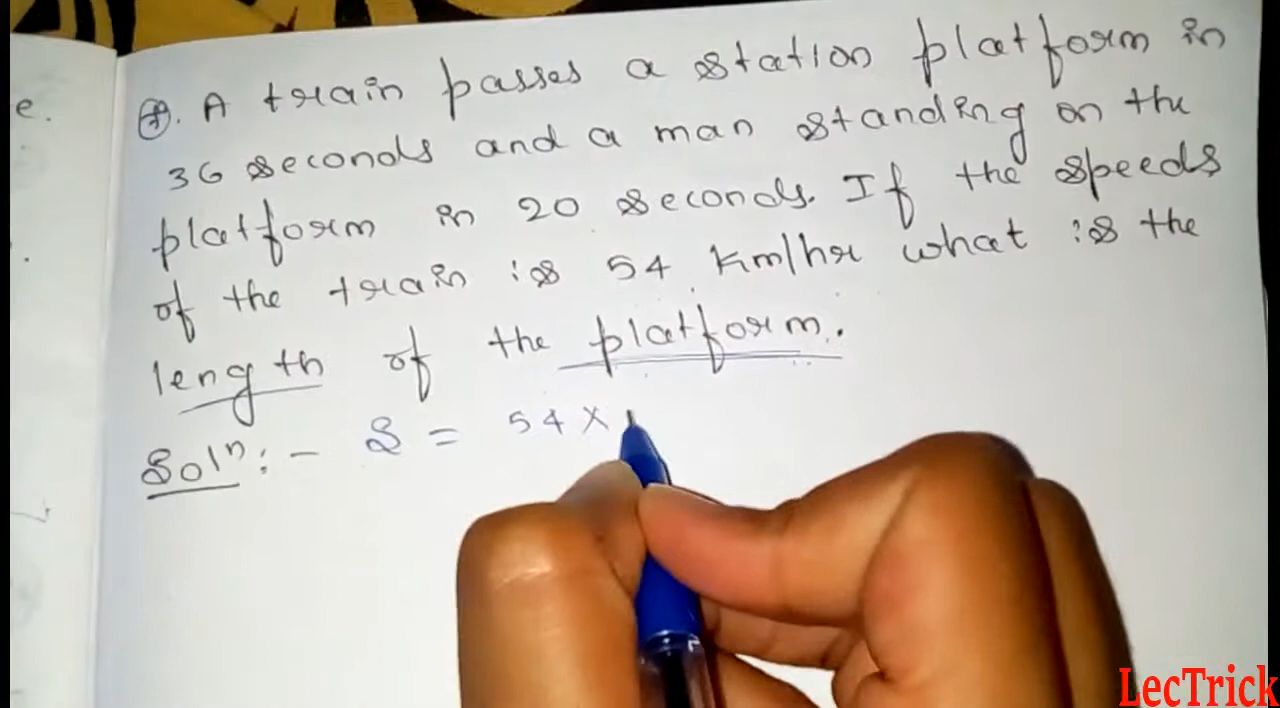 e.
⊕. A train passes a station platform in
36 seconds and a man standing on the
platform in 20 seconds. If the speeds
of the train is 54 km/hr what is the
length of the platform.
Solⁿ:- S = 54 ×
LecTrick